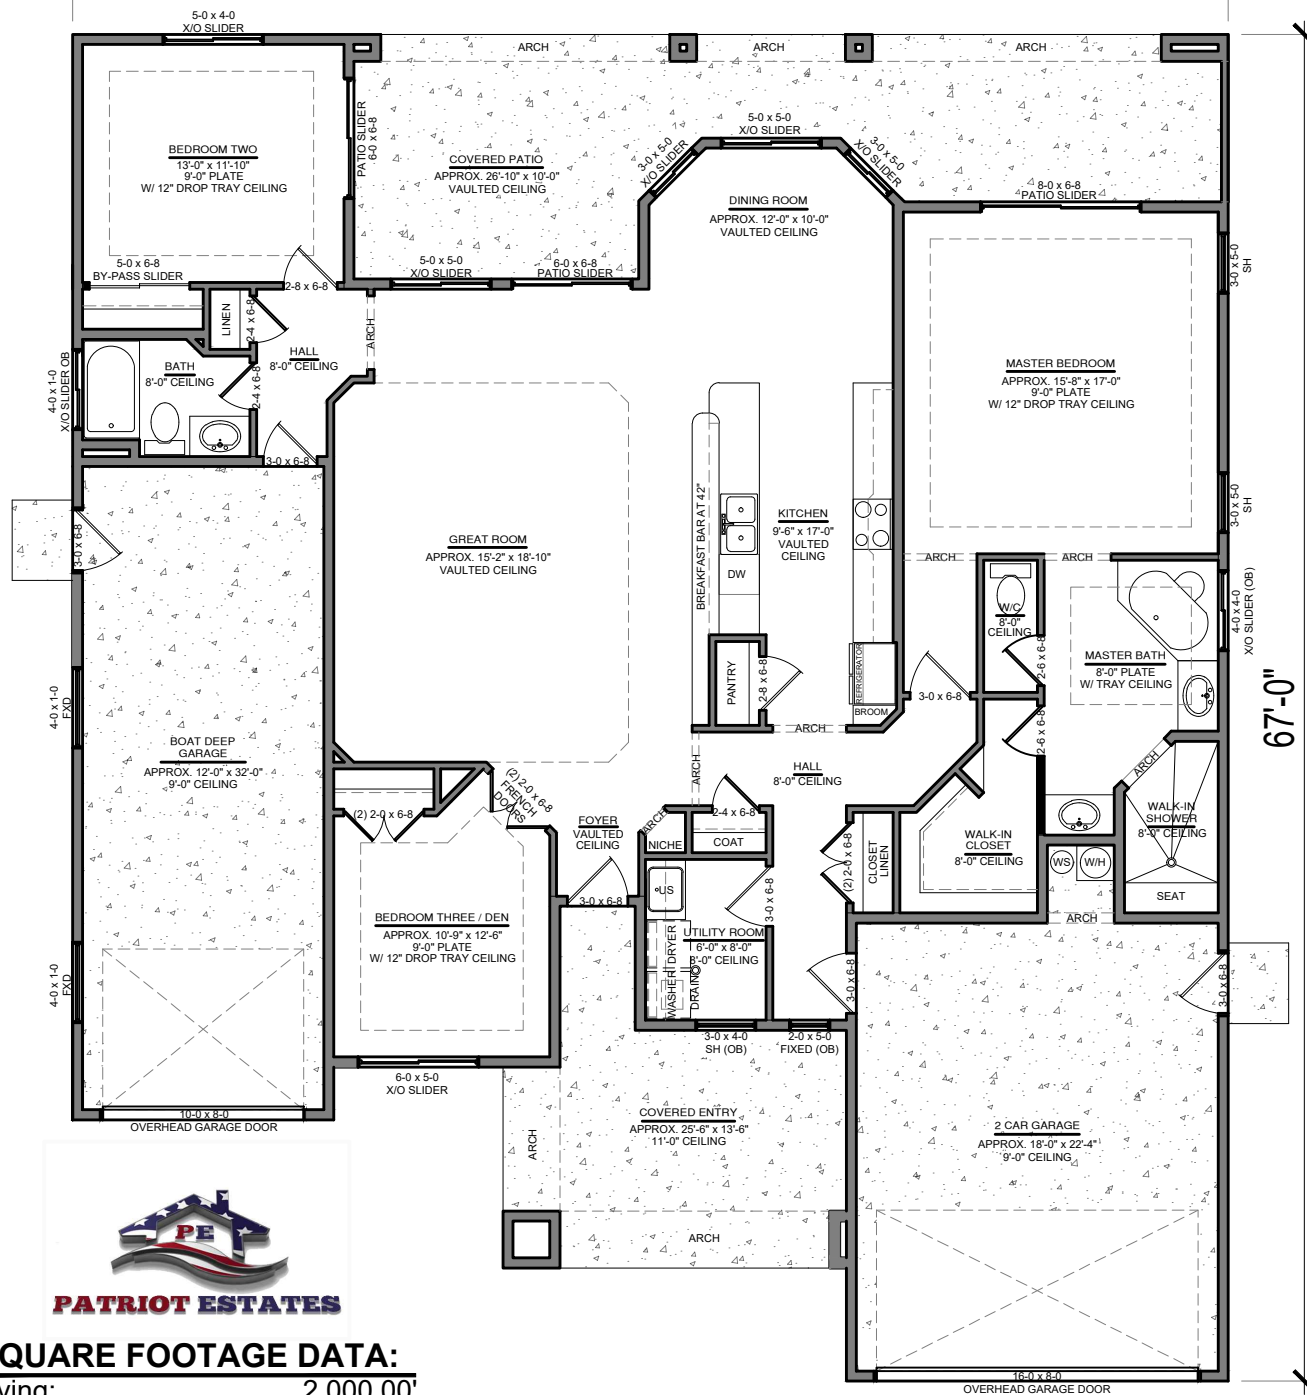 5-0 x 4-0
X/O SLIDER
ARCH
ARCH
ARCH
BEDROOM TWO
13'-0" x 11'-10"
9'-0" PLATE
W/ 12" DROP TRAY CEILING
PATIO SLIDER
6-0 x 6-8
COVERED PATIO
APPROX. 26'-10" x 10'-0"
VAULTED CEILING
3-0 x 5-0
X/O SLIDER
5-0 x 5-0
X/O SLIDER
3-0 x 5-0
X/O SLIDER
DINING ROOM
APPROX. 12'-0" x 10'-0"
VAULTED CEILING
8-0 x 6-8
PATIO SLIDER
5-0 x 6-8
BY-PASS SLIDER
2-8 x 6-8
5-0 x 5-0
X/O SLIDER
6-0 x 6-8
PATIO SLIDER
3-0 x 5-0
SH
LINEN
2-4 x 6-8
HALL
8'-0" CEILING
ARCH
BATH
8'-0" CEILING
2-4 x 6-8
4-0 x 1-0
X/O SLIDER OB
3-0 x 6-8
MASTER BEDROOM
APPROX. 15'-8" x 17'-0"
9'-0" PLATE
W/ 12" DROP TRAY CEILING
3-0 x 5-0
SH
GREAT ROOM
APPROX. 15'-2" x 18'-10"
VAULTED CEILING
BREAKFAST BAR AT 42"
KITCHEN
9'-6" x 17'-0"
VAULTED
CEILING
DW
3-0 x 6-8
ARCH
ARCH
W/C
8'-0"
CEILING
2-6 x 6-8
4-0 x 4-0
X/O SLIDER (OB)
MASTER BATH
8'-0" PLATE
W/ TRAY CEILING
PANTRY
2-8 x 6-8
REFRIGERATOR
BROOM
3-0 x 6-8
2-6 x 6-8
67'-0"
4-0 x 1-0
FXD
BOAT DEEP
GARAGE
APPROX. 12'-0" x 32'-0"
9'-0" CEILING
ARCH
ARCH
HALL
8'-0" CEILING
ARCH
(2) 2-0 x 6-8
FRENCH
DOORS
(2) 2-0 x 6-8
FOYER
VAULTED
CEILING
ARCH
NICHE
2-4 x 6-8
COAT
(2) 2-0 x 6-8
CLOSET
LINEN
WALK-IN
CLOSET
8'-0" CEILING
WALK-IN
SHOWER
8'-0" CEILING
WS
W/H
SEAT
ARCH
3-0 x 6-8
US
3-0 x 6-8
BEDROOM THREE / DEN
APPROX. 10'-9" x 12'-6"
9'-0" PLATE
W/ 12" DROP TRAY CEILING
UTILITY ROOM
6'-0" x 8'-0"
8'-0" CEILING
WASHER DRYER
DRAIN
4-0 x 1-0
FXD
3-0 x 6-8
3-0 x 6-8
3-0 x 4-0
SH (OB)
2-0 x 5-0
FIXED (OB)
6-0 x 5-0
X/O SLIDER
10-0 x 8-0
OVERHEAD GARAGE DOOR
ARCH
COVERED ENTRY
APPROX. 25'-6" x 13'-6"
11'-0" CEILING
2 CAR GARAGE
APPROX. 18'-0" x 22'-4"
9'-0" CEILING
ARCH
PE
PATRIOT ESTATES
QUARE FOOTAGE DATA:
ving: 2,000.00'
16-0 x 8-0
OVERHEAD GARAGE DOOR